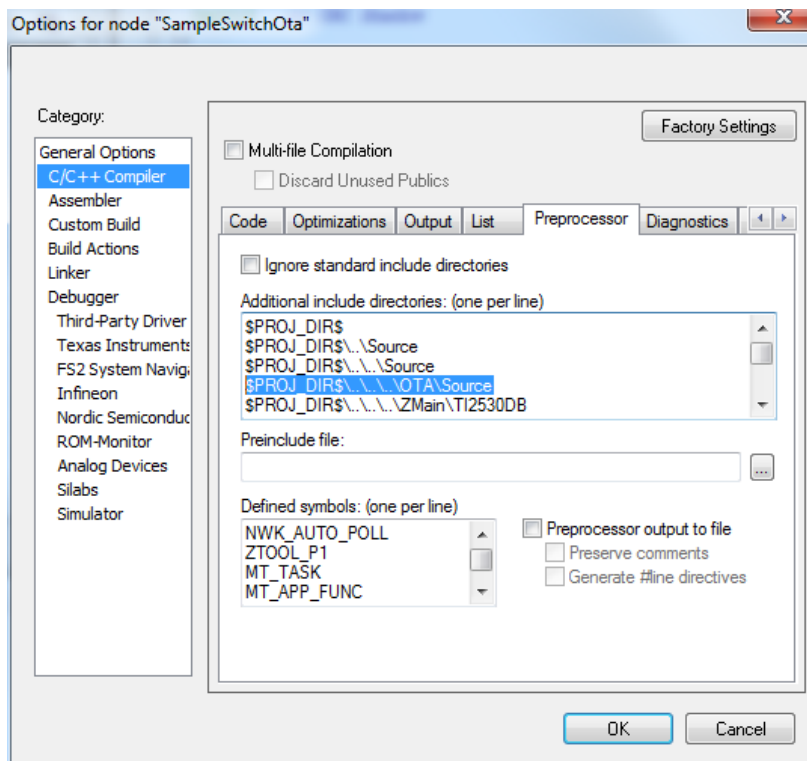 Options for node "SampleSwitchOta"
Category:
General Options
C/C++ Compiler
Assembler
Custom Build
Build Actions
Linker
Debugger
Third-Party Driver
Texas Instruments
FS2 System Naviga
Infineon
Nordic Semiconduc
ROM-Monitor
Analog Devices
Silabs
Simulator
Factory Settings
Multi-file Compilation
Discard Unused Publics
Code Optimizations Output List Preprocessor Diagnostics
Ignore standard include directories
Additional include directories: (one per line)
$PROJ_DIR$
$PROJ_DIR$\..\Source
$PROJ_DIR$\..\..\Source
$PROJ_DIR$\..\..\..\OTA\Source
$PROJ_DIR$\..\..\..\ZMain\TI2530DB
Preinclude file:
...
Defined symbols: (one per line)
NWK_AUTO_POLL
ZTOOL_P1
MT_TASK
MT_APP_FUNC
Preprocessor output to file
Preserve comments
Generate #line directives
OK Cancel